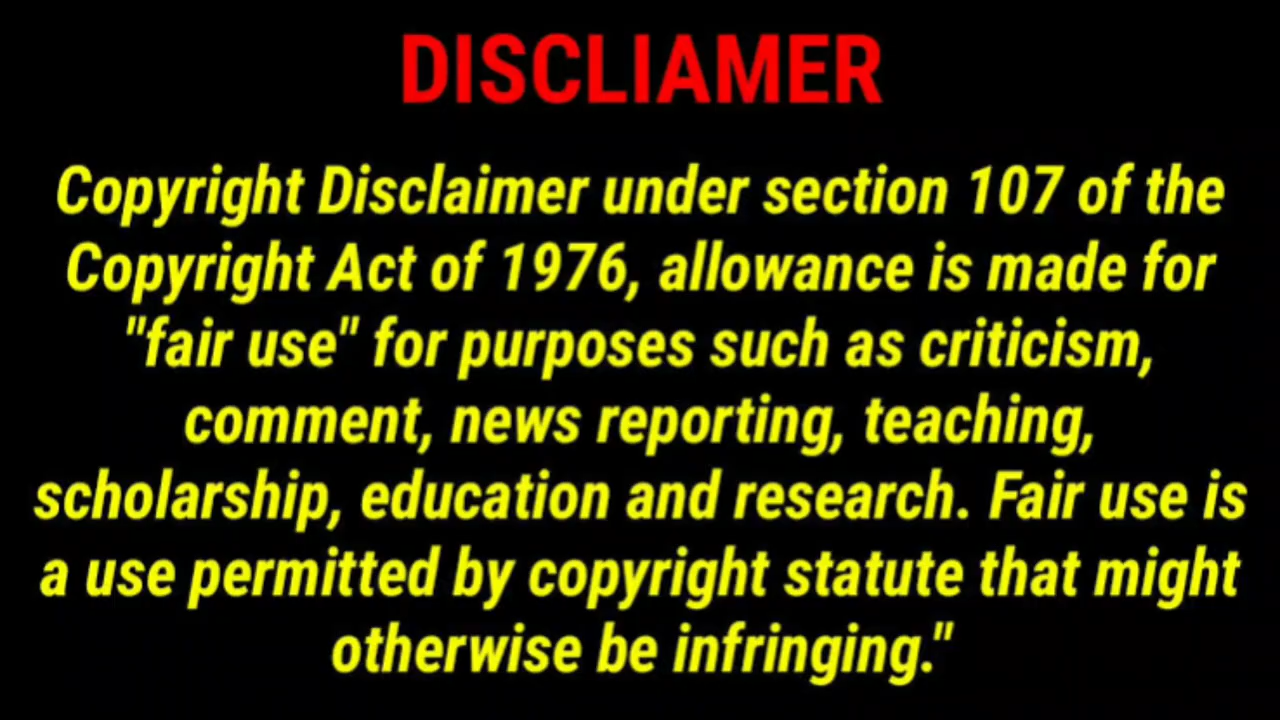 DISCLIAMER
Copyright Disclaimer under section 107 of the
Copyright Act of 1976, allowance is made for
"fair use" for purposes such as criticism,
comment, news reporting, teaching,
scholarship, education and research. Fair use is
a use permitted by copyright statute that might
otherwise be infringing."